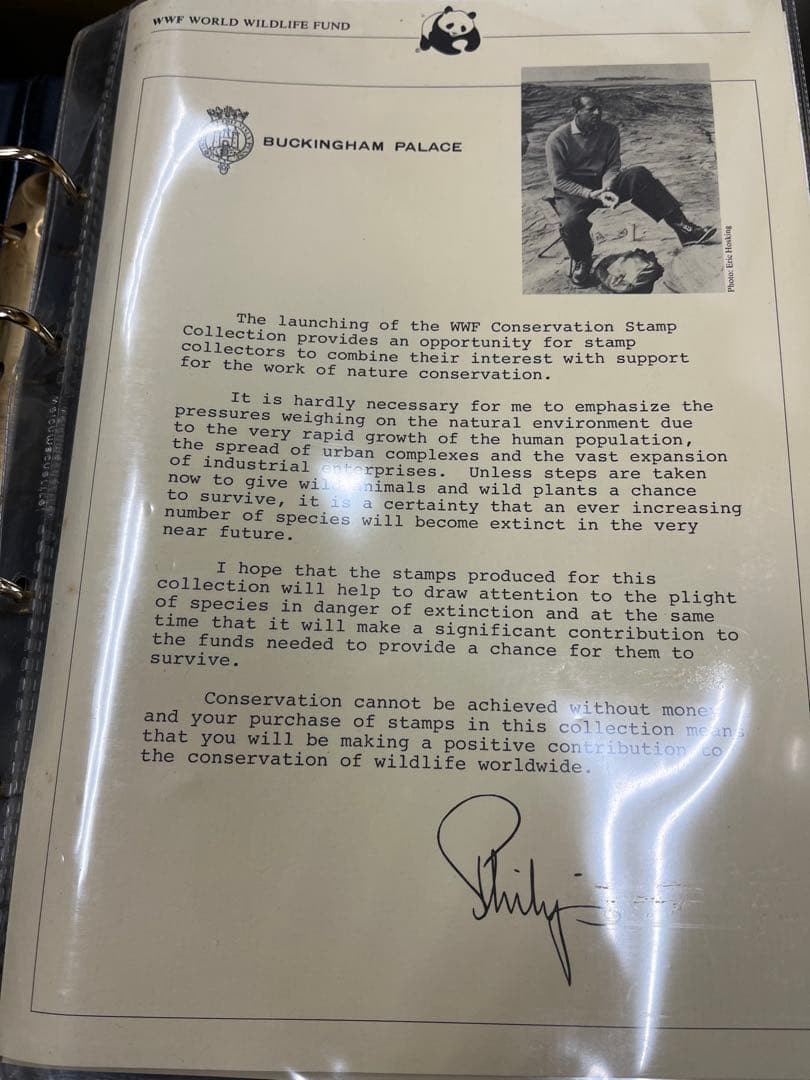 WWF WORLD WILDLIFE FUND
BUCKINGHAM PALACE
Photo: Eric Hosking
The launching of the WWF Conservation Stamp
Collection provides an opportunity for stamp
collectors to combine their interest with support
for the work of nature conservation.
It is hardly necessary for me to emphasize the
pressures weighing on the natural environment due
to the very rapid growth of the human population,
the spread of urban complexes and the vast expansion
of industrial enterprises. Unless steps are taken
now to give wild animals and wild plants a chance
to survive, it is a certainty that an ever increasing
number of species will become extinct in the very
near future.
I hope that the stamps produced for this
collection will help to draw attention to the plight
of species in danger of extinction and at the same
time that it will make a significant contribution to
the funds needed to provide a chance for them to
survive.
Conservation cannot be achieved without money
and your purchase of stamps in this collection means
that you will be making a positive contribution to
the conservation of wildlife worldwide.
Philip